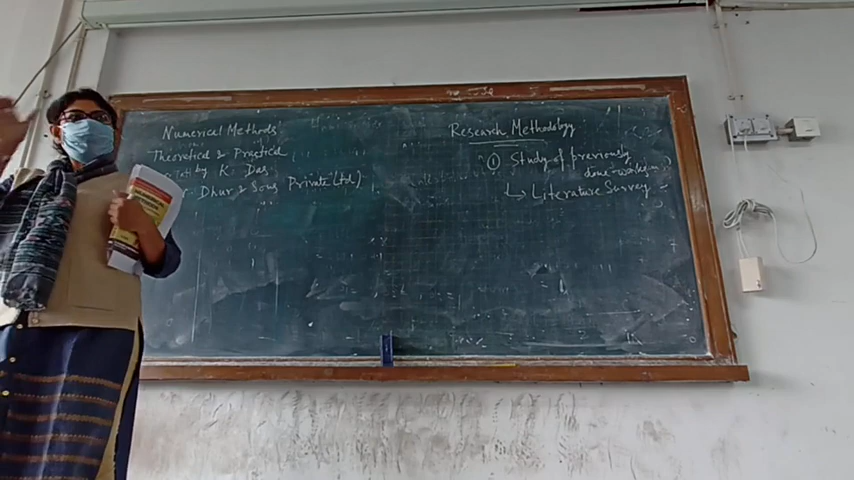 Numerical Methods
Theoretical & Practical
by K. Das
Dhur & Sons Private Ltd)
Research Methodology
① Study of previously
done works
↳ Literature Survey